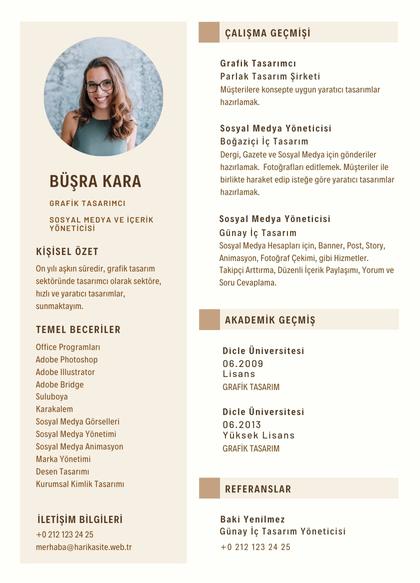 BÜŞRA KARA
GRAFİK TASARIMCI
SOSYAL MEDYA VE İÇERİK
YÖNETİCİSİ
KİŞİSEL ÖZET
On yılı aşkın süredir, grafik tasarım
sektöründe tasarımcı olarak sektöre,
hızlı ve yaratıcı tasarımlar,
sunmaktayım.
TEMEL BECERİLER
Office Programları
Adobe Photoshop
Adobe Illustrator
Adobe Bridge
Suluboya
Karakalem
Sosyal Medya Görselleri
Sosyal Medya Yönetimi
Sosyal Medya Animasyon
Marka Yönetimi
Desen Tasarımı
Kurumsal Kimlik Tasarımı
İLETİŞİM BİLGİLERİ
+0 212 123 24 25
merhaba@harikasite.web.tr
ÇALIŞMA GEÇMİŞİ
Grafik Tasarımcı
Parlak Tasarım Şirketi
Müşterilere konsepte uygun yaratıcı tasarımlar
hazırlamak.
Sosyal Medya Yöneticisi
Boğaziçi İç Tasarım
Dergi, Gazete ve Sosyal Medya için gönderiler
hazırlamak. Fotoğrafları editlemek. Müşteriler ile
birlikte haraket edip isteğe göre yaratıcı tasarımlar
hazırlamak.
Sosyal Medya Yöneticisi
Günay İç Tasarım
Sosyal Medya Hesapları için, Banner, Post, Story,
Animasyon, Fotoğraf Çekimi, gibi Hizmetler.
Takipçi Arttırma, Düzenli İçerik Paylaşımı, Yorum ve
Soru Cevaplama.
AKADEMİK GEÇMİŞ
Dicle Üniversitesi
06.2009
Lisans
GRAFİK TASARIM
Dicle Üniversitesi
06.2013
Yüksek Lisans
GRAFİK TASARIM
REFERANSLAR
Baki Yenilmez
Günay İç Tasarım Yöneticisi
+0 212 123 24 25